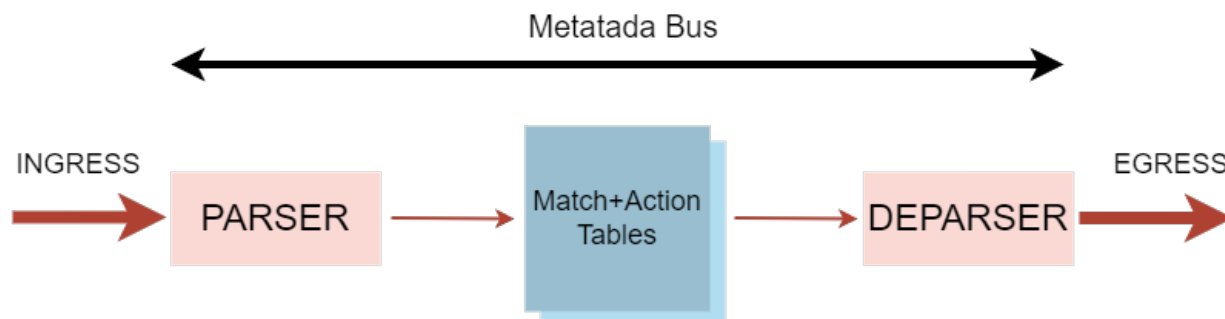 Metatada Bus
INGRESS
PARSER
Match+Action
Tables
DEPARSER
EGRESS